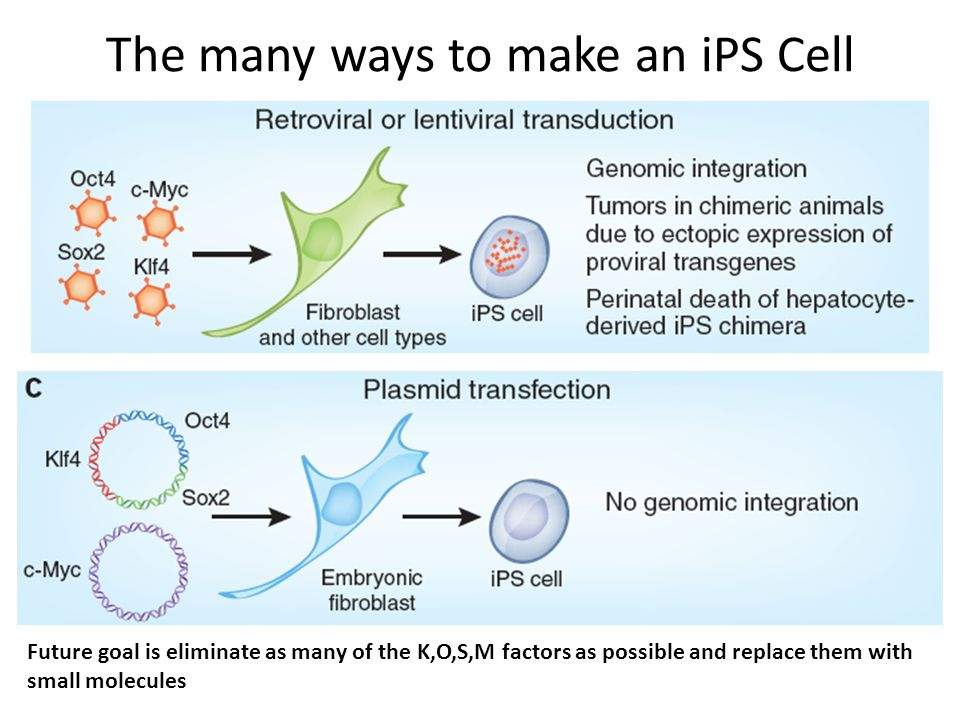 The many ways to make an iPS Cell
Retroviral or lentiviral transduction
Oct4
c-Myc
Sox2
Klf4
Fibroblast
and other cell types
iPS cell
Genomic integration
Tumors in chimeric animals
due to ectopic expression of
proviral transgenes
Perinatal death of hepatocyte-
derived iPS chimera
c
Plasmid transfection
Oct4
Klf4
Sox2
c-Myc
Embryonic
fibroblast
iPS cell
No genomic integration
Future goal is eliminate as many of the K,O,S,M factors as possible and replace them with
small molecules